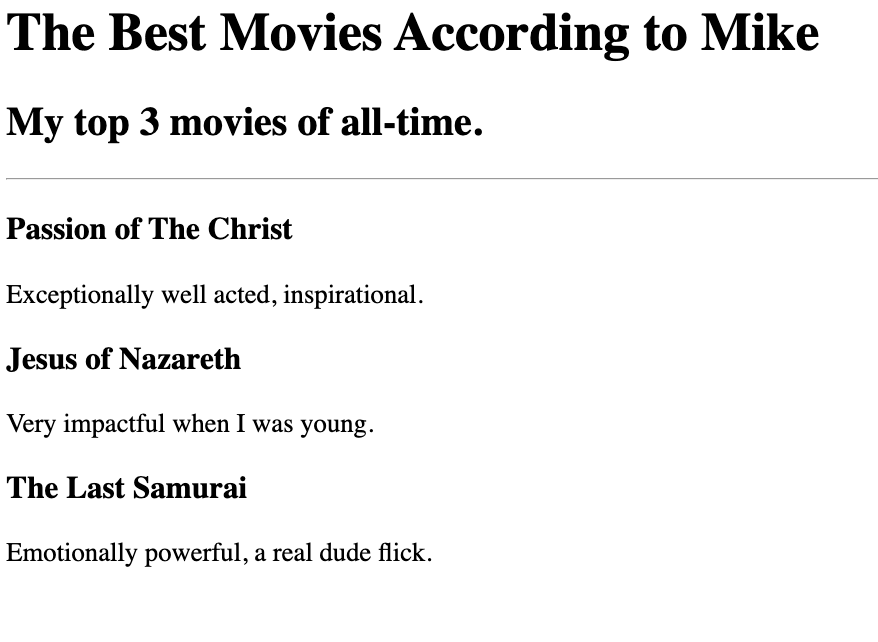 The Best Movies According to Mike
My top 3 movies of all-time.
Passion of The Christ
Exceptionally well acted, inspirational.
Jesus of Nazareth
Very impactful when I was young.
The Last Samurai
Emotionally powerful, a real dude flick.